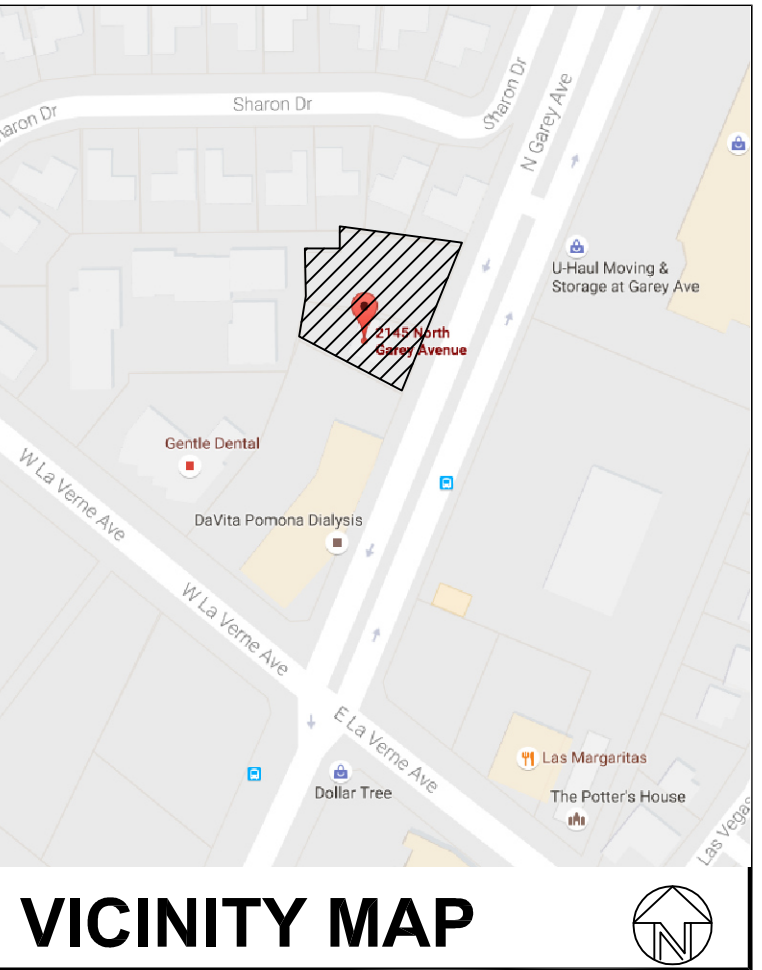 Sharon Dr
aron Dr
Sharon Dr
N Garey Ave
U-Haul Moving &
Storage at Garey Ave
2145 North
Garey Avenue
Gentle Dental
W La Verne Ave
DaVita Pomona Dialysis
W La Verne Ave
E La Verne Ave
Las Margaritas
Dollar Tree
The Potter's House
Las Vegas
VICINITY MAP
N